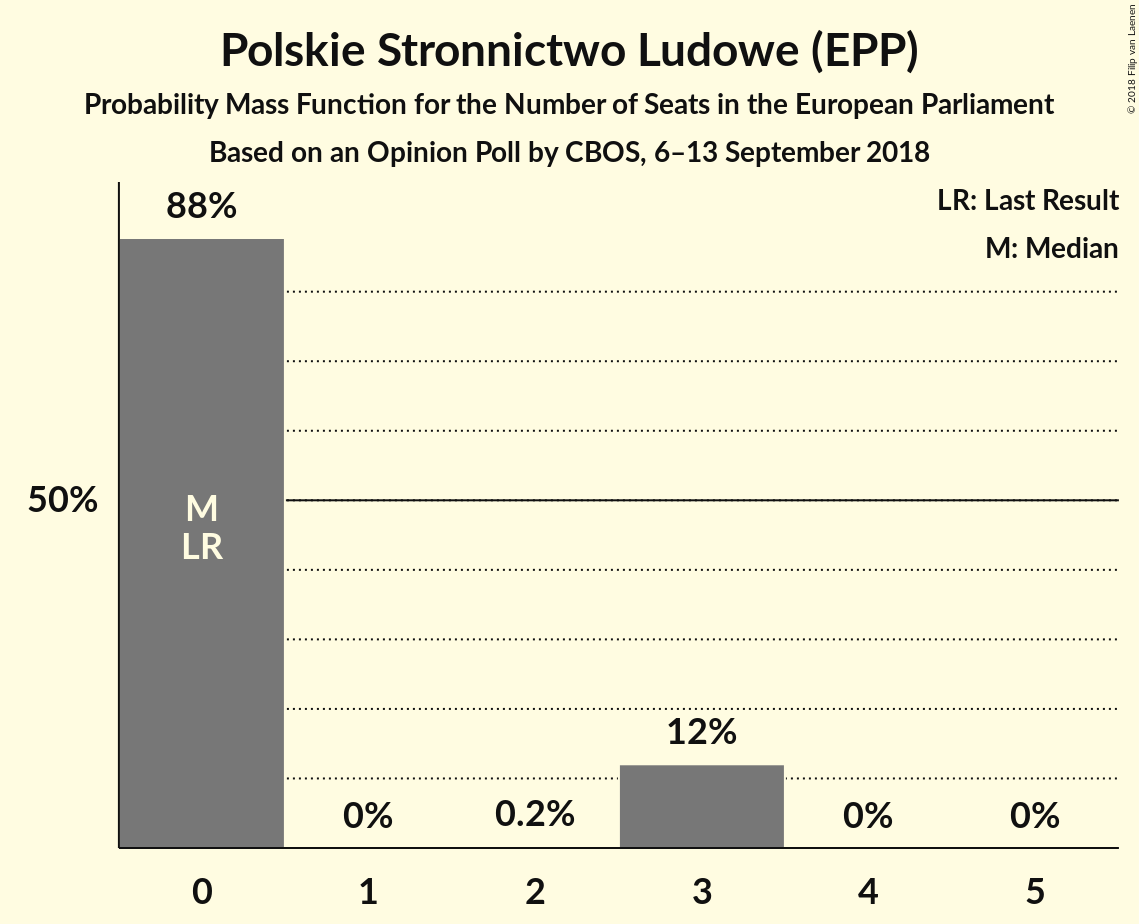 Polskie Stronnictwo Ludowe (EPP)
Probability Mass Function for the Number of Seats in the European Parliament
Based on an Opinion Poll by CBOS, 6–13 September 2018
© 2018 Filip van Laenen
LR: Last Result
M: Median
88%
50%
M
LR
12%
0%
0.2%
0%
0%
0
1
2
3
4
5